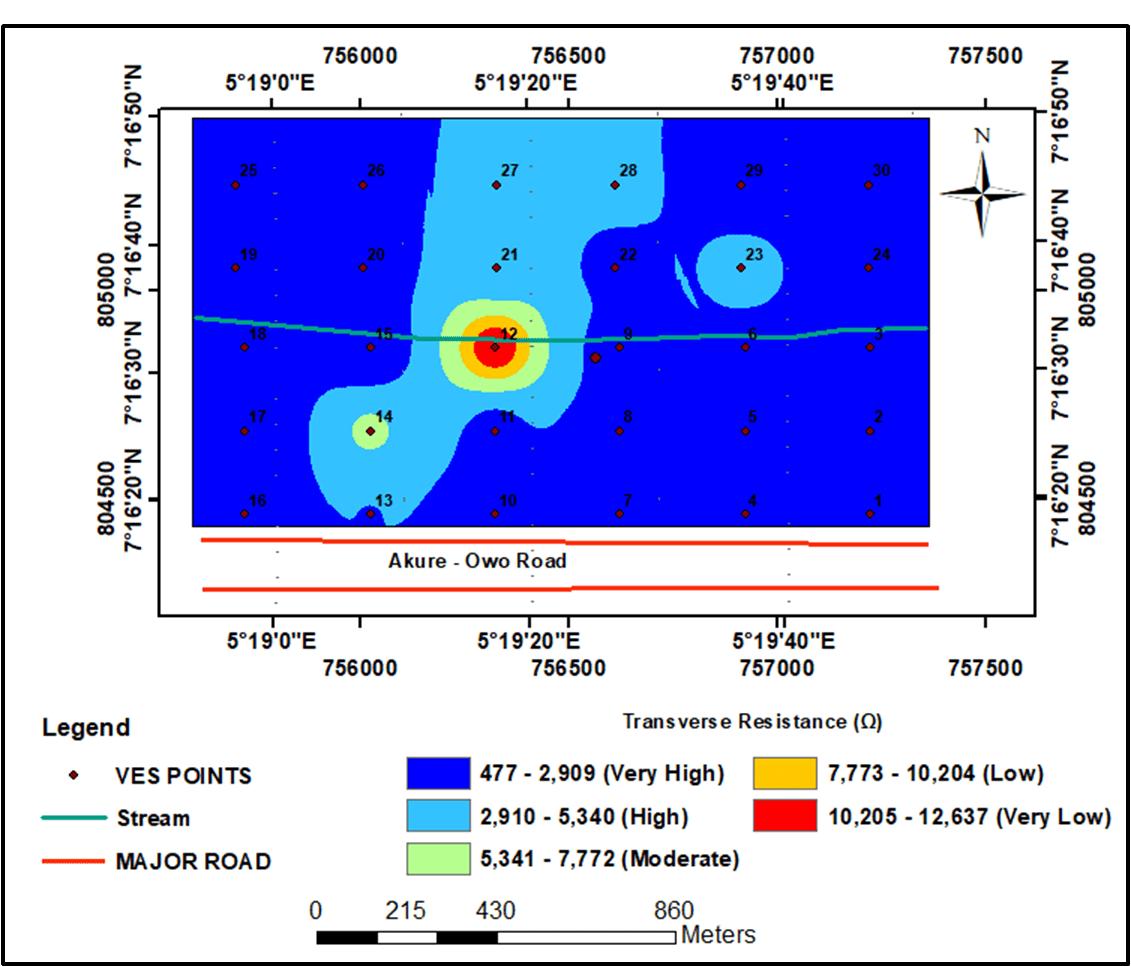 756000 756500 757000 757500
5°19'0"E 5°19'20"E 5°19'40"E
7°16'50"N 7°16'50"N
N
25 26 27 28 29 30
7°16'40"N 7°16'40"N
19 20 21 22 23 24
805000 805000
18 15 12 9 6 3
7°16'30"N 7°16'30"N
17 14 11 8 5 2
804500 804500
7°16'20"N 7°16'20"N
16 13 10 7 4 1
Akure - Owo Road
5°19'0"E 5°19'20"E 5°19'40"E
756000 756500 757000 757500
Legend
VES POINTS
Stream
MAJOR ROAD
Transverse Resistance (Ω)
477 - 2,909 (Very High)
2,910 - 5,340 (High)
5,341 - 7,772 (Moderate)
7,773 - 10,204 (Low)
10,205 - 12,637 (Very Low)
0 215 430 860
Meters